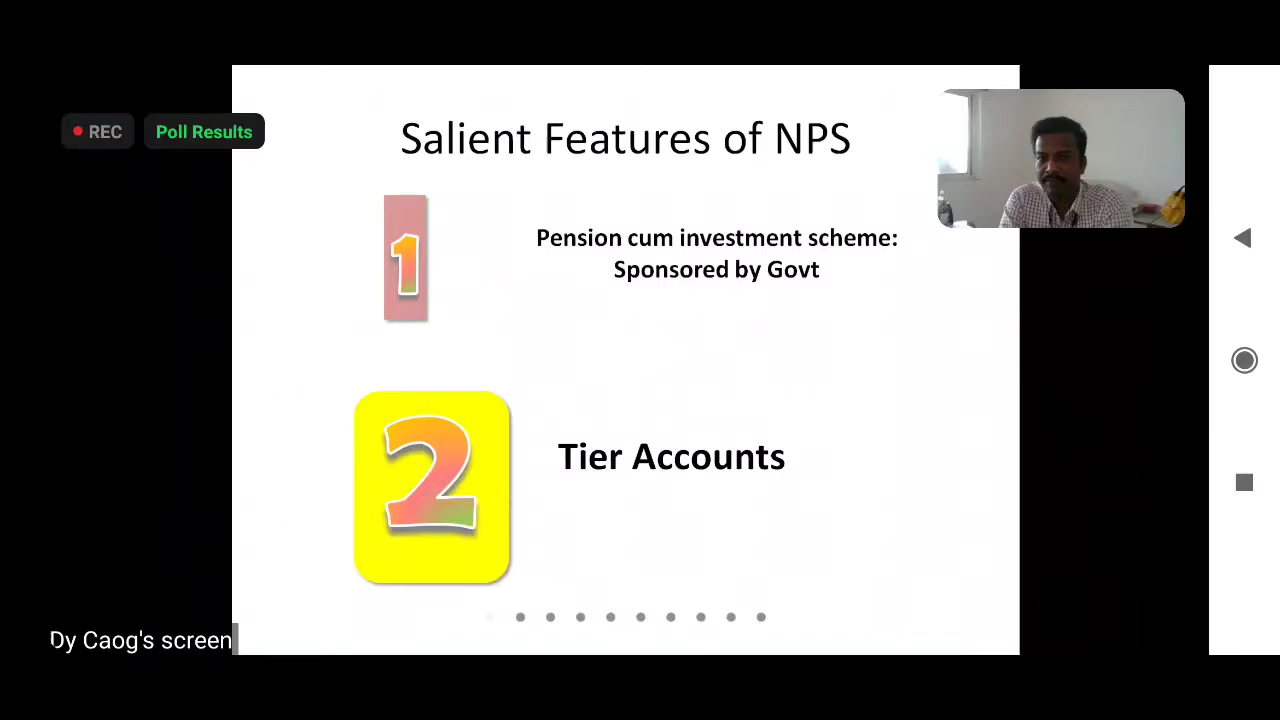 REC
Poll Results
Salient Features of NPS
1
Pension cum investment scheme:
Sponsored by Govt
2
Tier Accounts
Dy Caog's screen